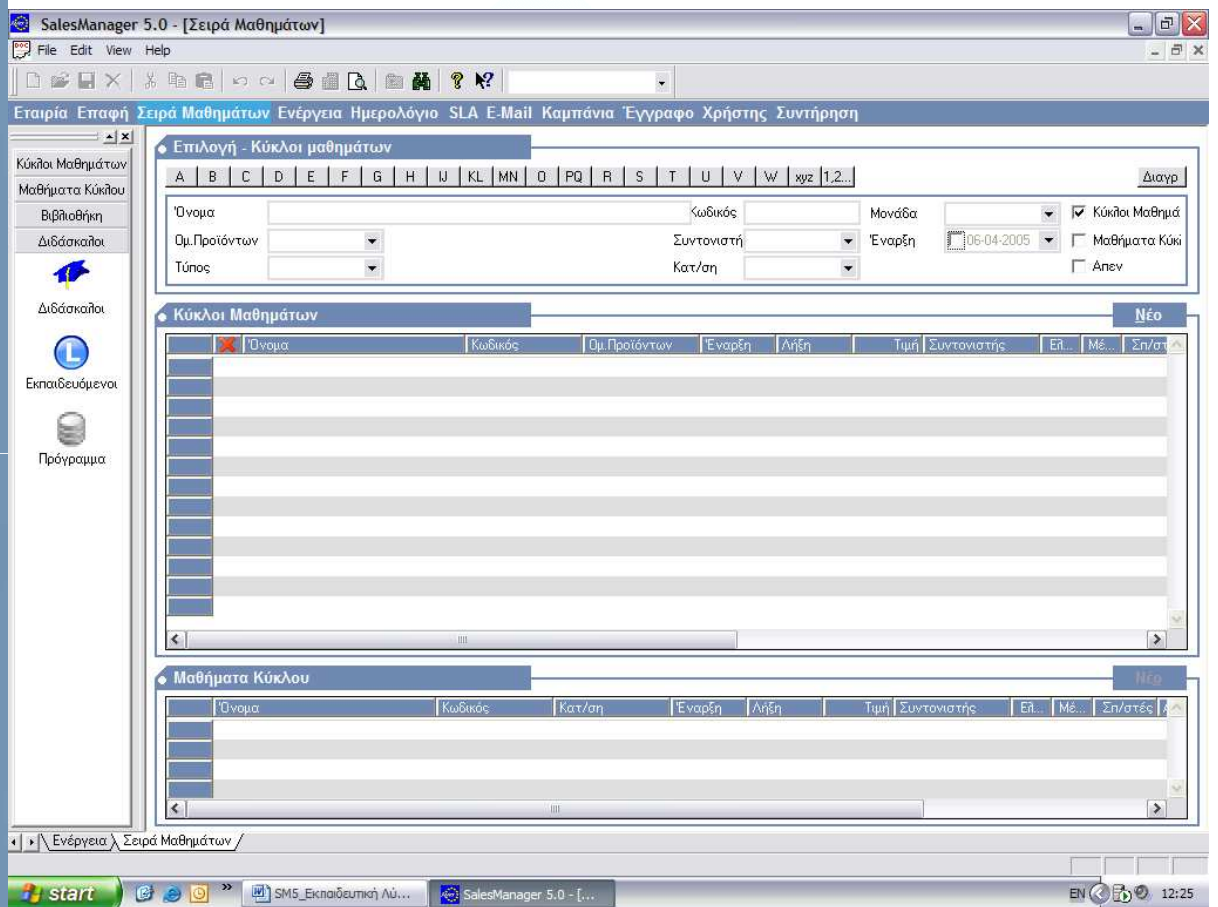 SalesManager 5.0 - [Σειρά Μαθημάτων]
File Edit View Help
Εταιρία Επαφή Σειρά Μαθημάτων Ενέργεια Ημερολόγιο SLA E-Mail Καμπάνια Έγγραφο Χρήστης Συντήρηση
Κύκλοι Μαθημάτων
Μαθήματα Κύκλου
Βιβλιοθήκη
Διδάσκαλοι
Διδάσκαλοι
L
Εκπαιδευόμενοι
Πρόγραμμα
Επιλογή - Κύκλοι μαθημάτων
A B C D E F G H IJ KL MN O PQ R S T U V W xyz 1,2... Διαγρ
Όνομα Κωδικός Μονάδα Κύκλοι Μαθημά
Ομ.Προϊόντων Συντονιστή Έναρξη 06-04-2005 Μαθήματα Κύκ
Τύπος Κατ/ση Απεν
Κύκλοι Μαθημάτων Νέο
Όνομα Κωδικός Ομ.Προϊόντων Έναρξη Λήξη Τιμή Συντονιστής Ελ... Μέ... Σπ/στ
Μαθήματα Κύκλου Νέο
Όνομα Κωδικός Κατ/ση Έναρξη Λήξη Τιμή Συντονιστής Ελ... Μέ... Σπ/στές
Ενέργεια Σειρά Μαθημάτων
start » SM5_Εκπαιδευτική Λύ... SalesManager 5.0 - [... EN 12:25